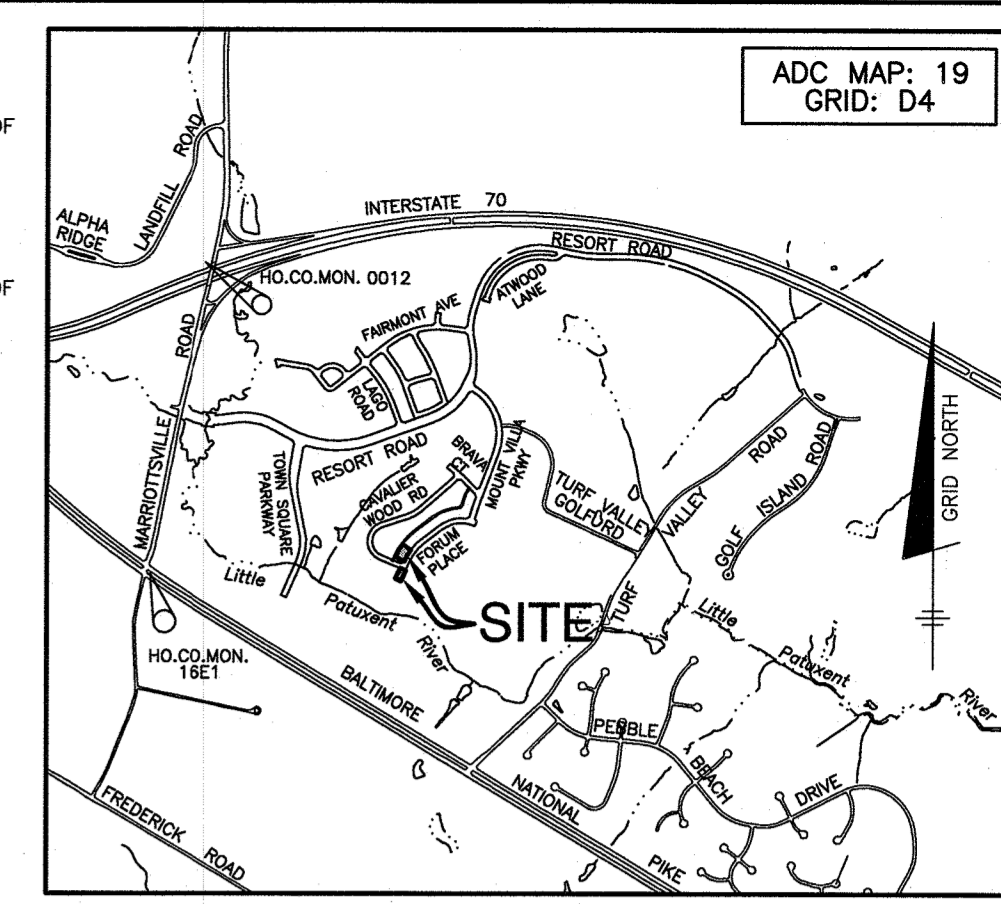 ADC MAP: 19
GRID: D4
OF
OF
ALPHA
RIDGE
LANDFILL ROAD
INTERSTATE 70
RESORT ROAD
ATWOOD
LANE
HO.CO.MON. 0012
FAIRMONT AVE
LAGO
ROAD
MARRIOTTSVILLE ROAD
RESORT ROAD
TOWN SQUARE
PARKWAY
CAVALIER
WOOD RD
BRAVA
CT
MOUNT VILLA
PKWY
FORUM
PLACE
TURF VALLEY
GOLF RD
TURF VALLEY ROAD
GOLF ISLAND ROAD
GRID NORTH
SITE
Little Patuxent River
Little Patuxent River
HO.CO.MON.
16E1
BALTIMORE NATIONAL PIKE
PEBBLE BEACH DRIVE
FREDERICK ROAD